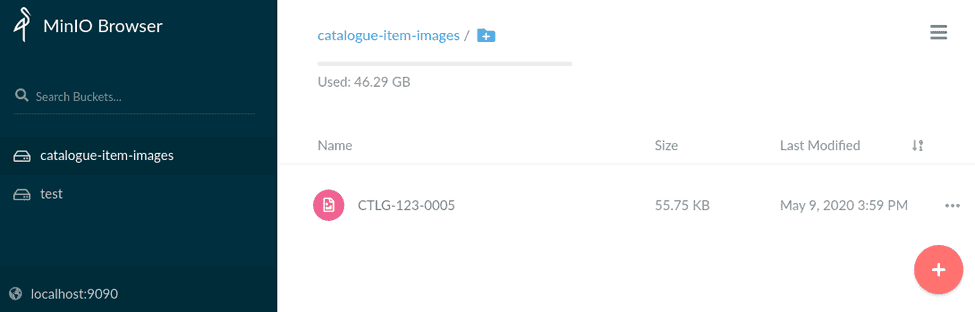 MinIO Browser
Search Buckets...
catalogue-item-images
test
localhost:9090
catalogue-item-images /
Used: 46.29 GB
Name Size Last Modified
CTLG-123-0005 55.75 KB May 9, 2020 3:59 PM